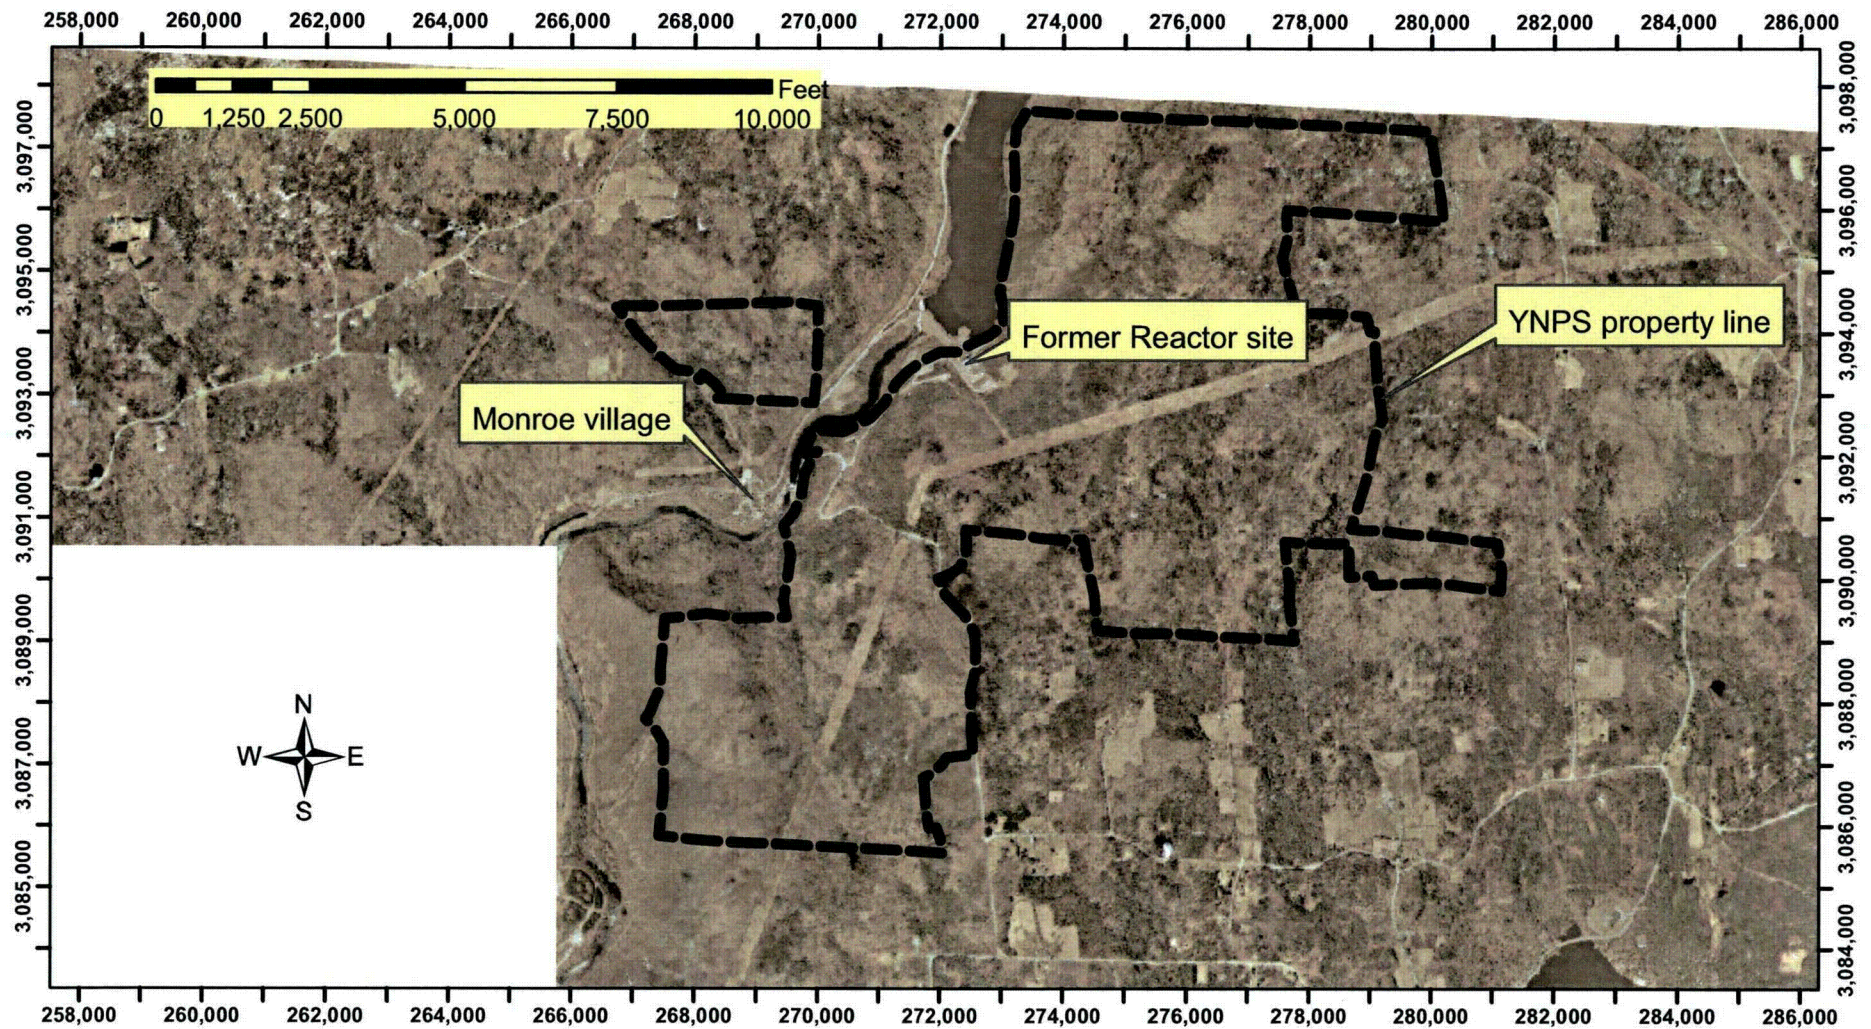 258,000 260,000 262,000 264,000 266,000 268,000 270,000 272,000 274,000 276,000 278,000 280,000 282,000 284,000 286,000
Feet
0 1,250 2,500 5,000 7,500 10,000
3,097,000
3,095,000
3,093,000
3,091,000
3,089,000
3,087,000
3,085,000
Former Reactor site
YNPS property line
Monroe village
N
W E
S
3,098,000
3,096,000
3,094,000
3,092,000
3,090,000
3,088,000
3,086,000
3,084,000
258,000 260,000 262,000 264,000 266,000 268,000 270,000 272,000 274,000 276,000 278,000 280,000 282,000 284,000 286,000